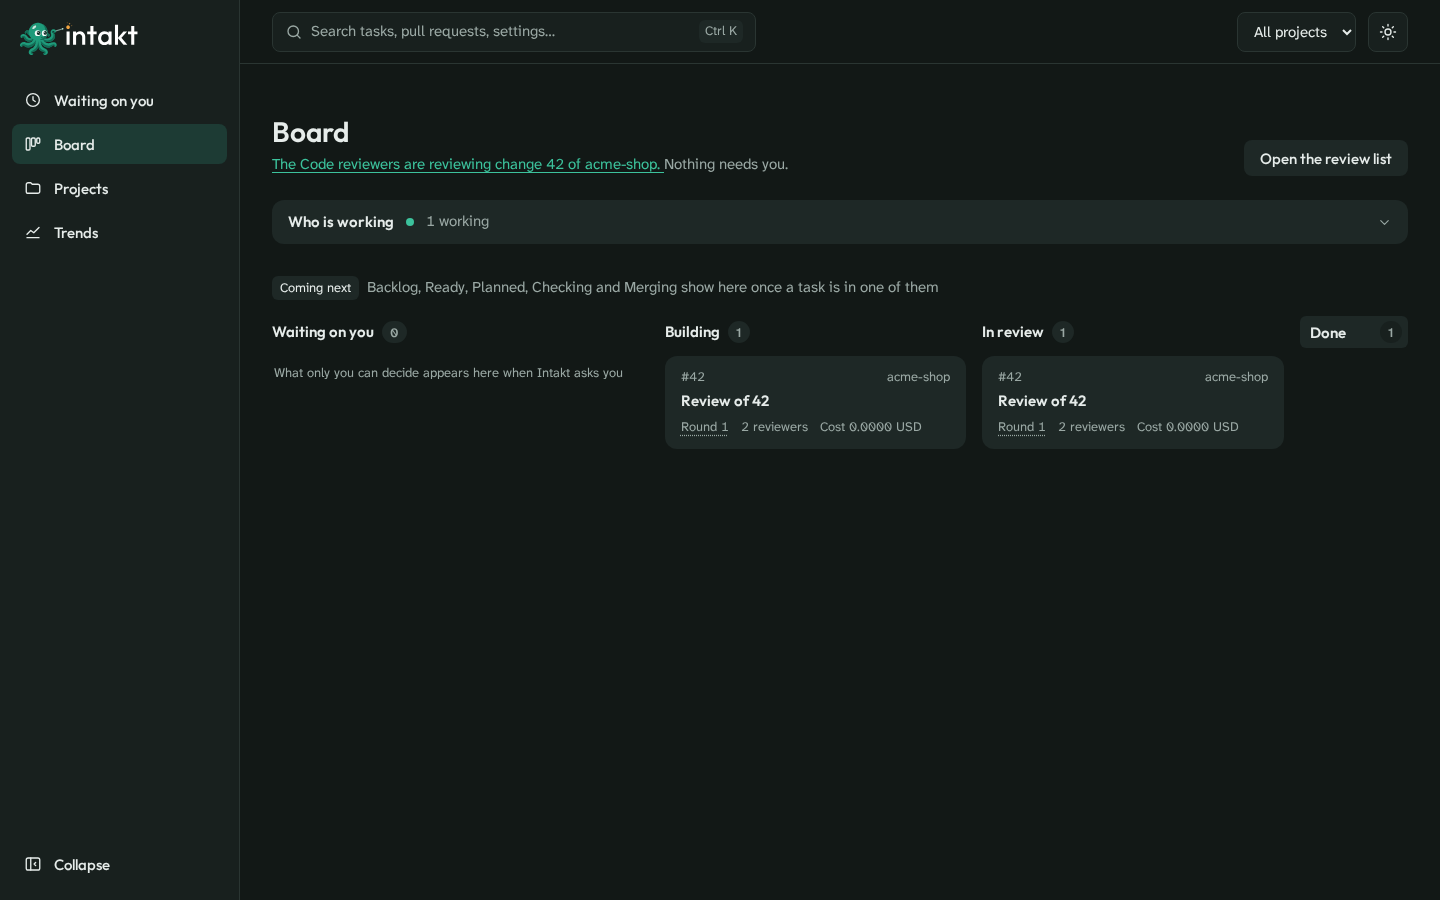 intakt
Search tasks, pull requests, settings...
Ctrl K
All projects
Waiting on you
Board
Projects
Trends
Collapse
Board
The Code reviewers are reviewing change 42 of acme-shop. Nothing needs you.
Open the review list
Who is working
1 working
Coming next
Backlog, Ready, Planned, Checking and Merging show here once a task is in one of them
Waiting on you 0
What only you can decide appears here when Intakt asks you
Building 1
#42 acme-shop
Review of 42
Round 1 2 reviewers Cost 0.0000 USD
In review 1
#42 acme-shop
Review of 42
Round 1 2 reviewers Cost 0.0000 USD
Done 1